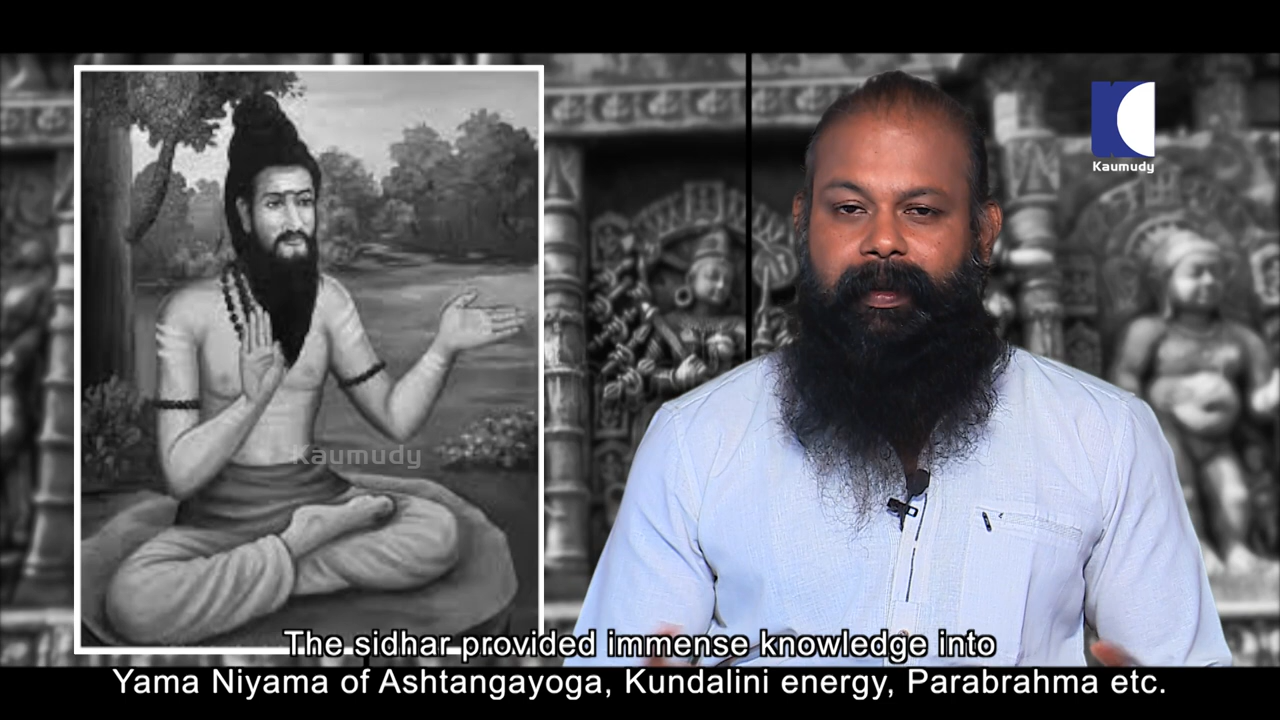 Kaumudy
Kaumudy
The sidhar provided immense knowledge into
Yama Niyama of Ashtangayoga, Kundalini energy, Parabrahma etc.